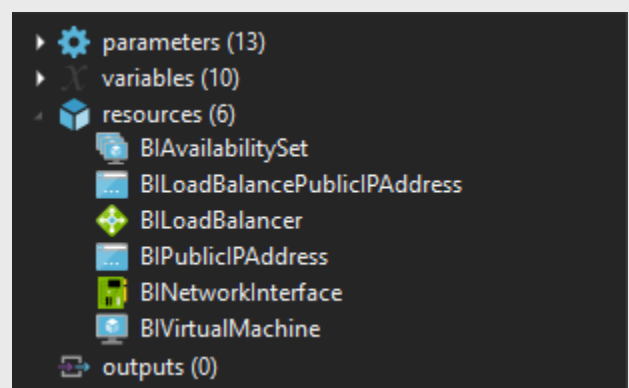 parameters (13)
variables (10)
resources (6)
BIAvailabilitySet
BILoadBalancePublicIPAddress
BILoadBalancer
BIPublicIPAddress
BINetworkInterface
BIVirtualMachine
outputs (0)